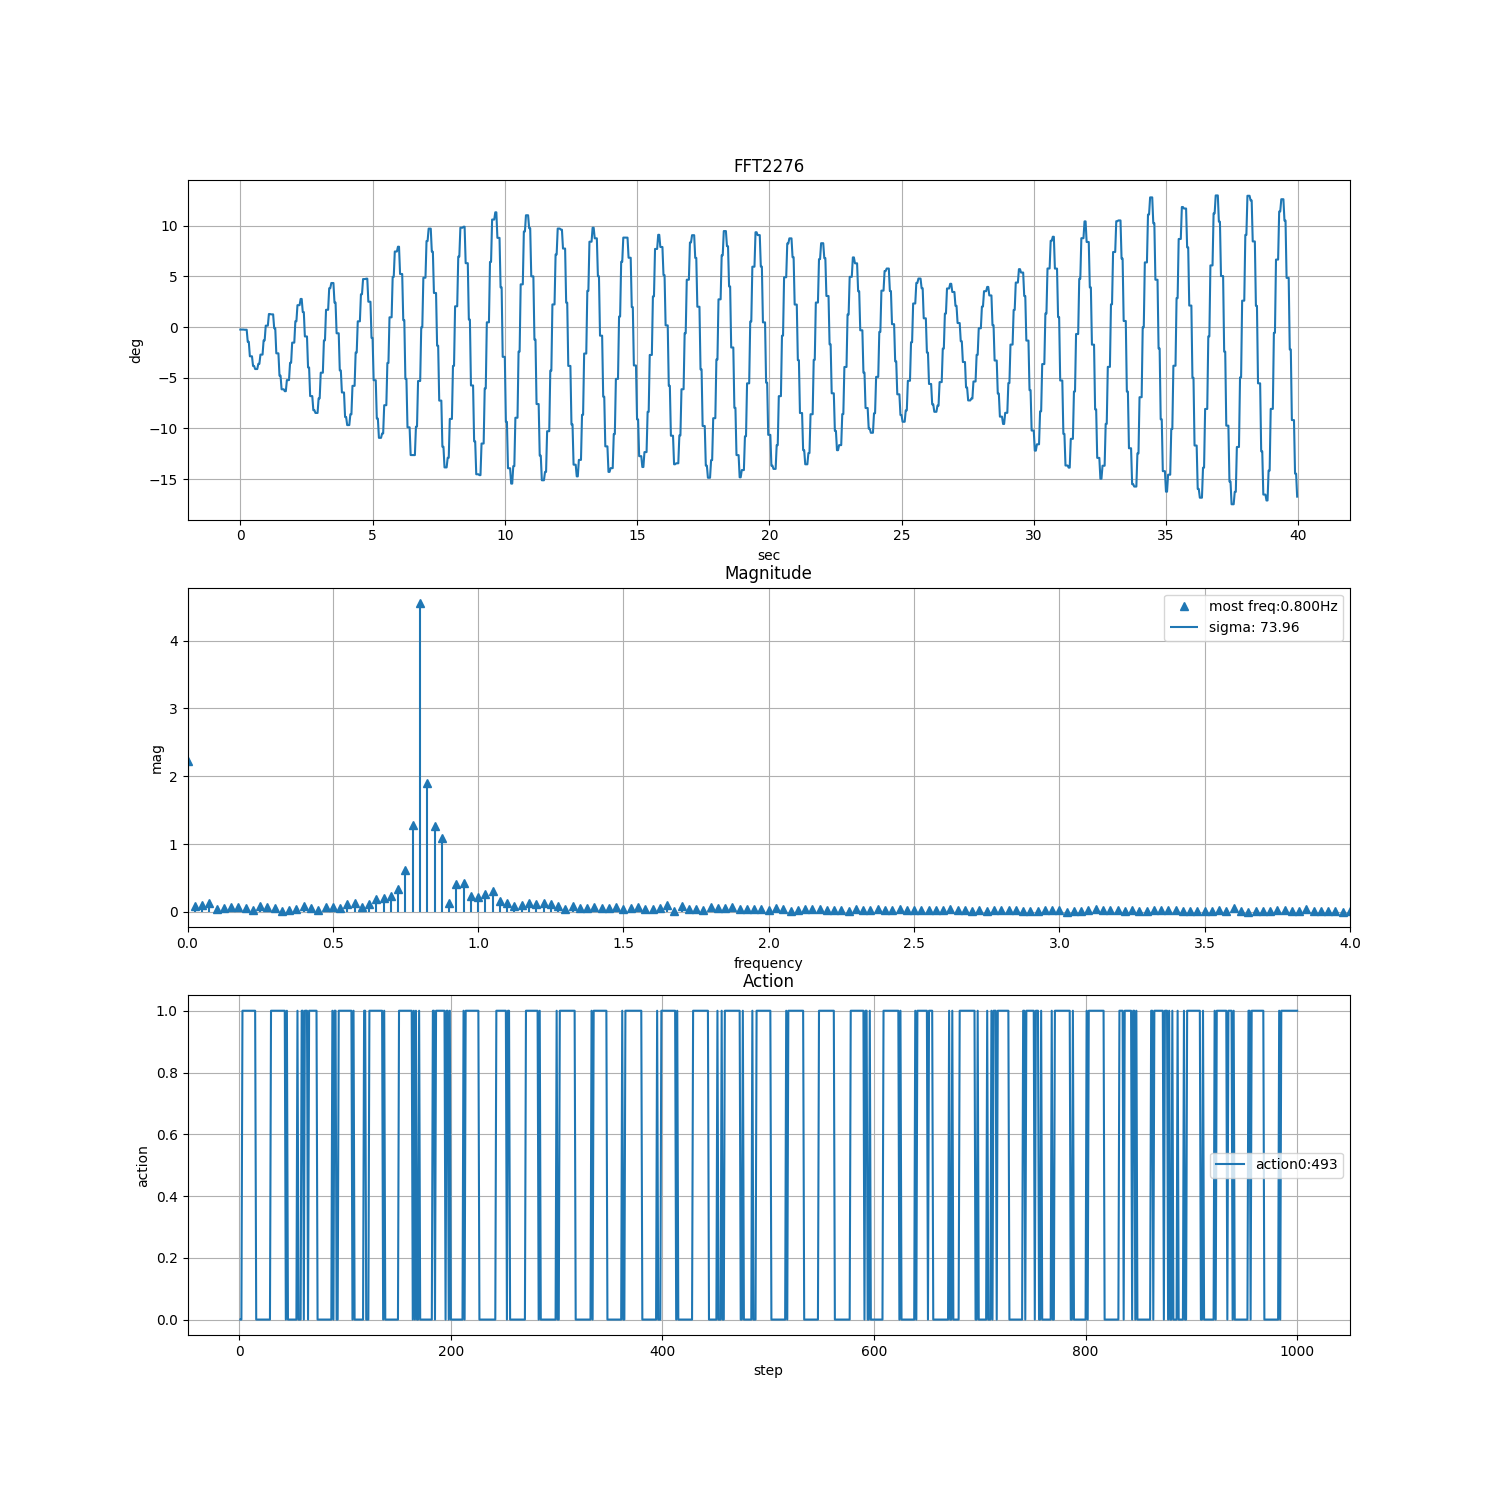 FFT2276
10
5
0
−5
−10
−15
deg
0 5 10 15 20 25 30 35 40
sec
Magnitude
most freq:0.800Hz
sigma: 73.96
4
3
2
1
0
mag
0.0 0.5 1.0 1.5 2.0 2.5 3.0 3.5 4.0
frequency
Action
1.0
0.8
0.6
0.4
0.2
0.0
action
action0:493
0 200 400 600 800 1000
step